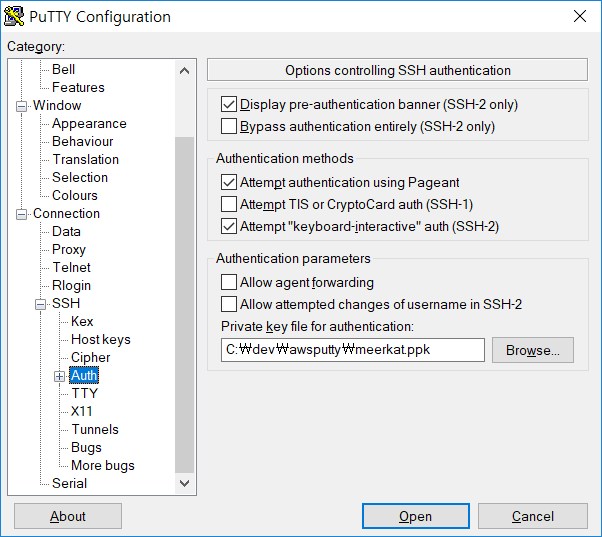 PuTTY Configuration
Category:
Bell
Features
Window
Appearance
Behaviour
Translation
Selection
Colours
Connection
Data
Proxy
Telnet
Rlogin
SSH
Kex
Host keys
Cipher
Auth
TTY
X11
Tunnels
Bugs
More bugs
Serial
Options controlling SSH authentication
Display pre-authentication banner (SSH-2 only)
Bypass authentication entirely (SSH-2 only)
Authentication methods
Attempt authentication using Pageant
Attempt TIS or CryptoCard auth (SSH-1)
Attempt "keyboard-interactive" auth (SSH-2)
Authentication parameters
Allow agent forwarding
Allow attempted changes of username in SSH-2
Private key file for authentication:
C:₩dev₩awsputty₩meerkat.ppk
Browse...
About
Open
Cancel